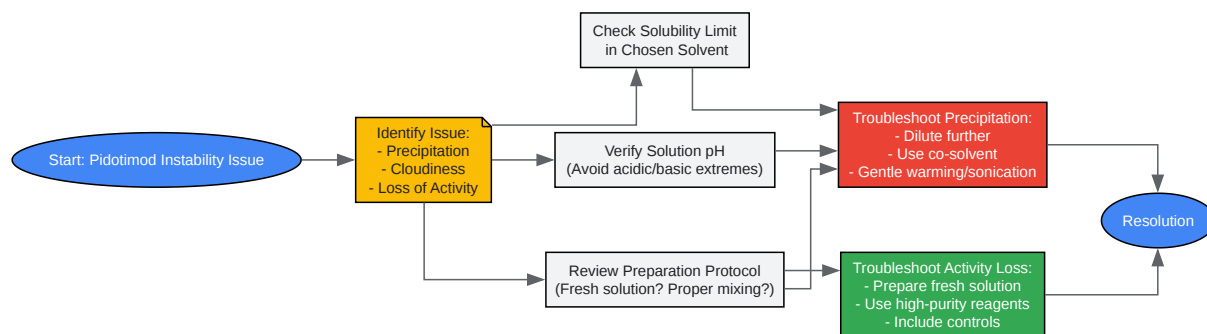 Check Solubility Limit
in Chosen Solvent
Start: Pidotimod Instability Issue
Identify Issue:
- Precipitation
- Cloudiness
- Loss of Activity
Verify Solution pH
(Avoid acidic/basic extremes)
Troubleshoot Precipitation:
- Dilute further
- Use co-solvent
- Gentle warming/sonication
Resolution
Review Preparation Protocol
(Fresh solution? Proper mixing?)
Troubleshoot Activity Loss:
- Prepare fresh solution
- Use high-purity reagents
- Include controls